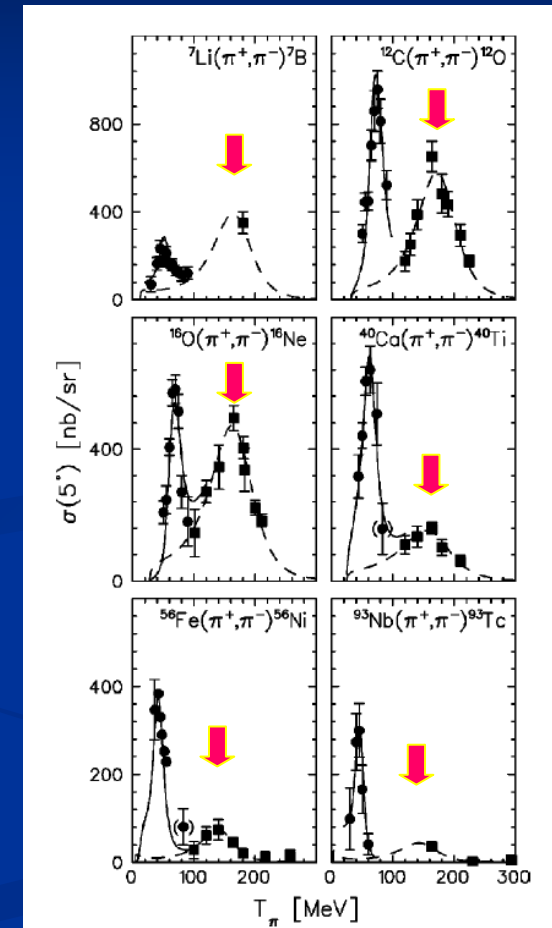 ⁷Li(π⁺,π⁻)⁷B
¹²C(π⁺,π⁻)¹²O
800
400
0
¹⁶O(π⁺,π⁻)¹⁶Ne
⁴⁰Ca(π⁺,π⁻)⁴⁰Ti
σ(5°) [nb/sr]
400
0
⁵⁶Fe(π⁺,π⁻)⁵⁶Ni
⁹³Nb(π⁺,π⁻)⁹³Tc
400
200
0
0 100 200 0 100 200 300
T_π [MeV]